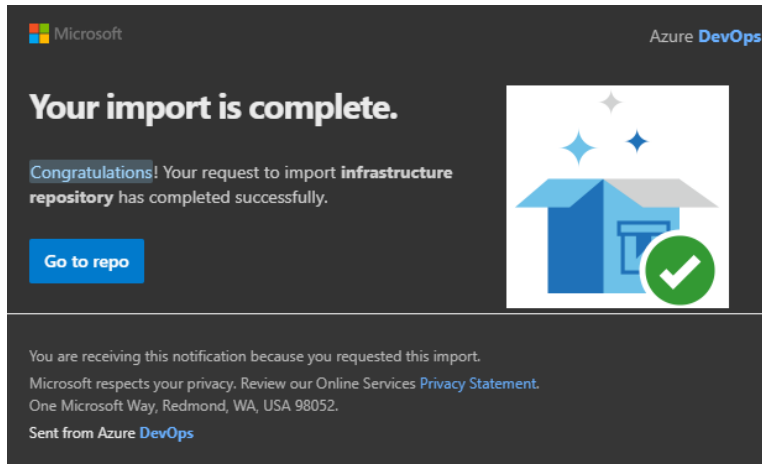 Microsoft
Azure DevOps
Your import is complete.
Congratulations! Your request to import infrastructure
repository has completed successfully.
Go to repo
You are receiving this notification because you requested this import.
Microsoft respects your privacy. Review our Online Services Privacy Statement.
One Microsoft Way, Redmond, WA, USA 98052.
Sent from Azure DevOps